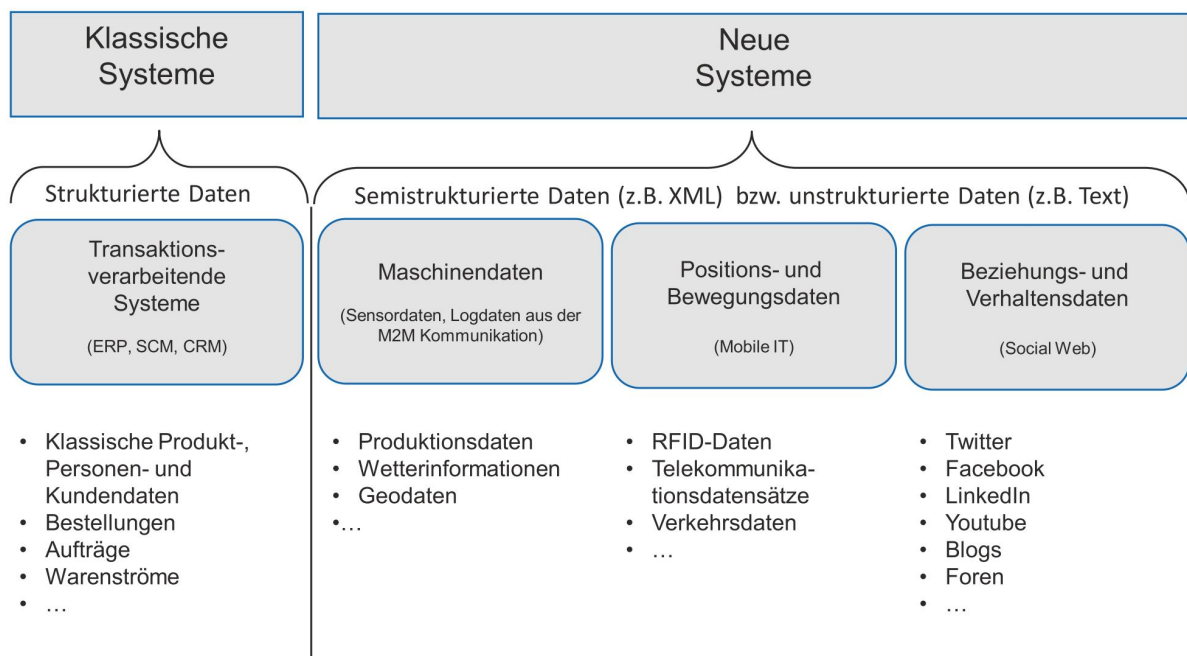 Klassische
Systeme
Neue
Systeme
Strukturierte Daten
Semistrukturierte Daten (z.B. XML) bzw. unstrukturierte Daten (z.B. Text)
Transaktions-
verarbeitende
Systeme
(ERP, SCM, CRM)
Maschinendaten
(Sensordaten, Logdaten aus der
M2M Kommunikation)
Positions- und
Bewegungsdaten
(Mobile IT)
Beziehungs- und
Verhaltensdaten
(Social Web)
• Klassische Produkt-,
Personen- und
Kundendaten
• Bestellungen
• Aufträge
• Warenströme
• …
• Produktionsdaten
• Wetterinformationen
• Geodaten
•…
• RFID-Daten
• Telekommunika-
tionsdatensätze
• Verkehrsdaten
• …
• Twitter
• Facebook
• LinkedIn
• Youtube
• Blogs
• Foren
• …